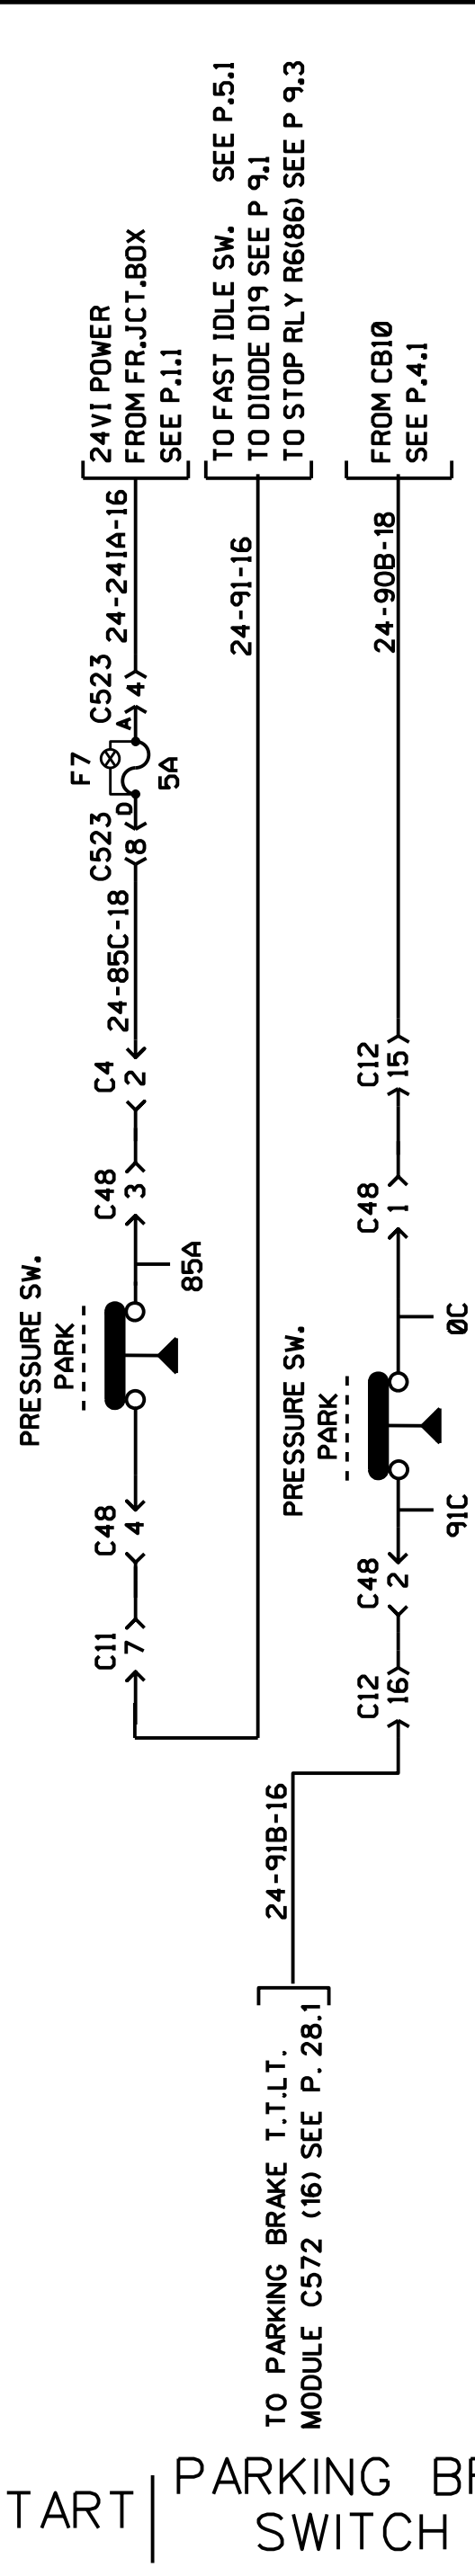 24VI POWER
FROM FR.JCT.BOX
SEE P.1.1
TO FAST IDLE SW. SEE P.5.1
TO DIODE D19 SEE P 9.1
TO STOP RLY R6(86) SEE P 9.3
FROM CB10
SEE P.4.1
24-241A-16
24-91-16
24-90B-18
C523
4
A
F7
5A
D
C523
8
24-85C-18
C4
2
C48
3
85A
PRESSURE SW.
PARK
C48
4
C11
7
C12
15
C48
1
0C
PRESSURE SW.
PARK
91C
C48
2
C12
16
24-91B-16
TO PARKING BRAKE T.T.LT.
MODULE C572 (16) SEE P. 28.1
TART
PARKING BR
SWITCH